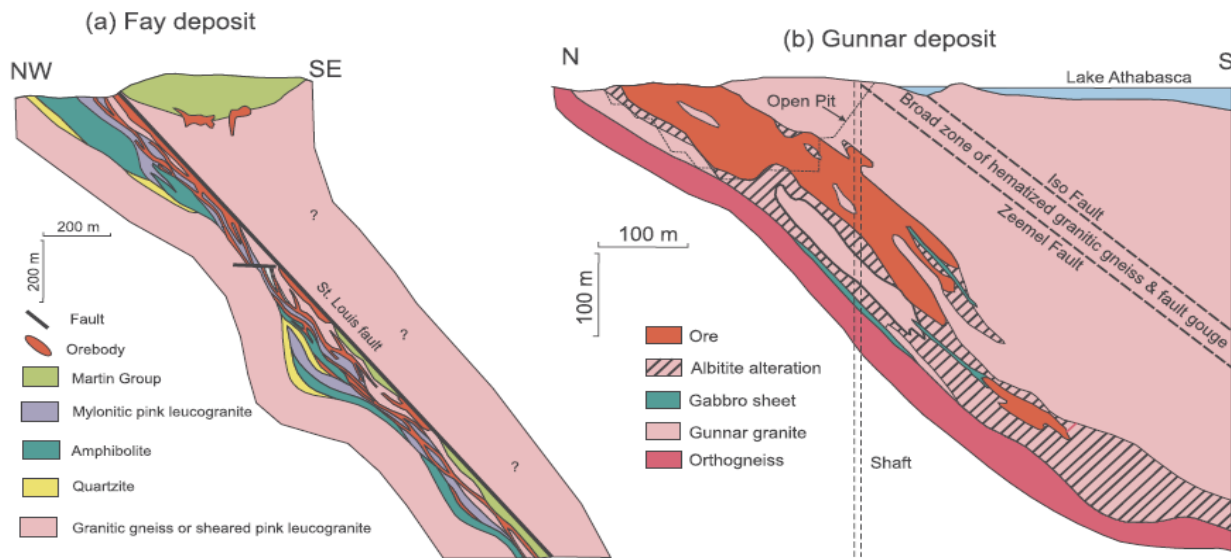 (a) Fay deposit
NW
SE
?
200 m
200 m
St. Louis fault
?
?
Fault
Orebody
Martin Group
Mylonitic pink leucogranite
Amphibolite
Quartzite
Granitic gneiss or sheared pink leucogranite
(b) Gunnar deposit
N
S
Lake Athabasca
Open Pit
Broad zone of hematized granitic gneiss & fault gouge
Iso Fault
Zeemel Fault
100 m
100 m
Ore
Albitite alteration
Gabbro sheet
Gunnar granite
Orthogneiss
Shaft